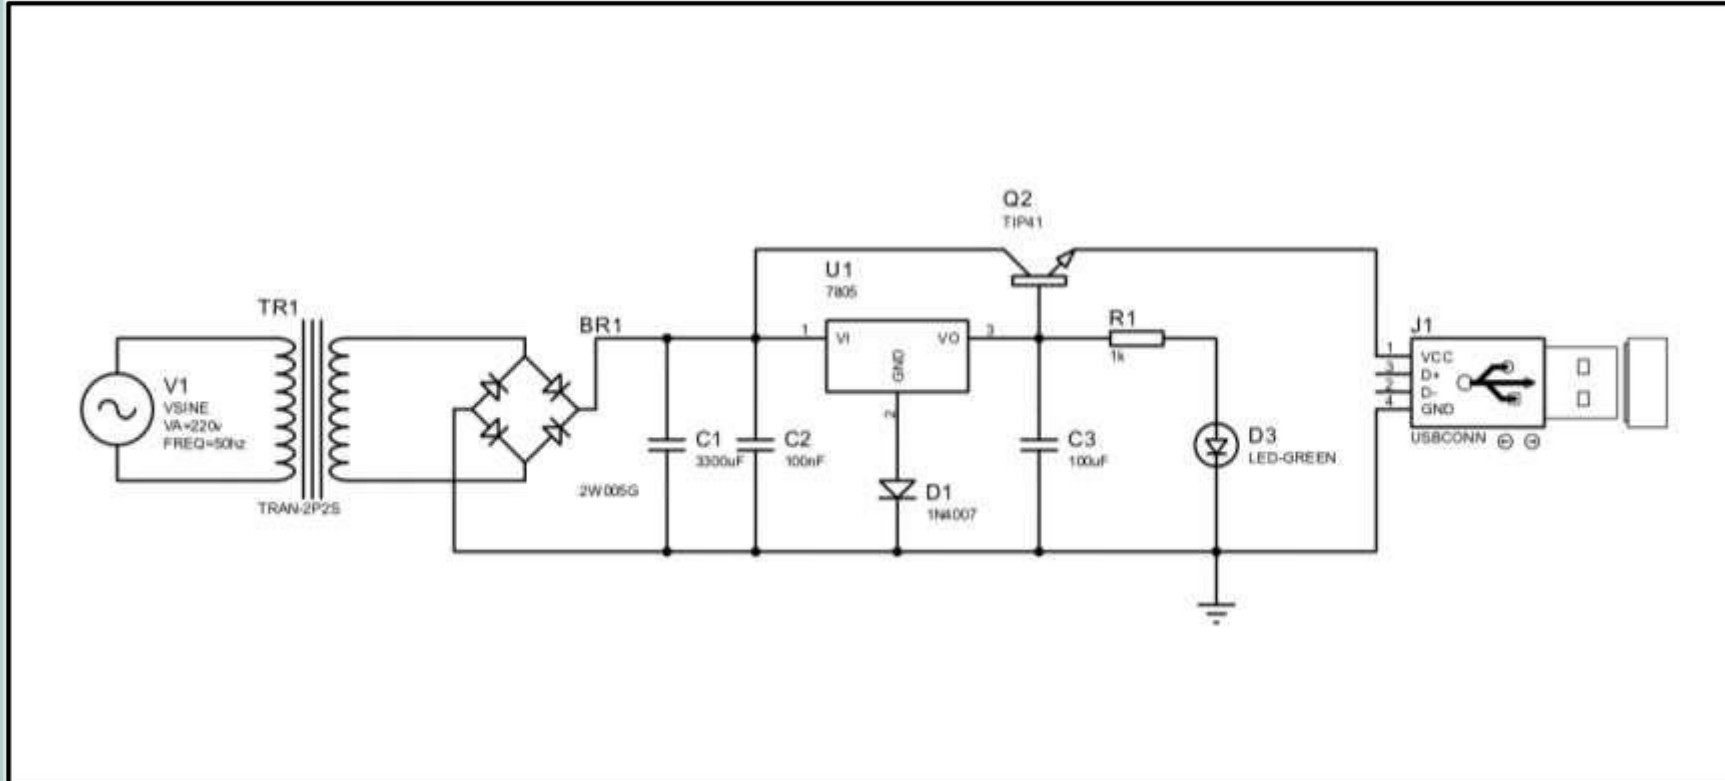 Q2
TIP41
U1
7805
TR1
BR1
R1
1k
J1
1
VI
VO
3
GND
2
1
VCC
3
D+
2
D-
4
GND
USBCONN
V1
VSINE
VA=220v
FREQ=50hz
C1
3300uF
C2
100nF
C3
100uF
D3
LED-GREEN
2W005G
D1
1N4007
TRAN-2P2S